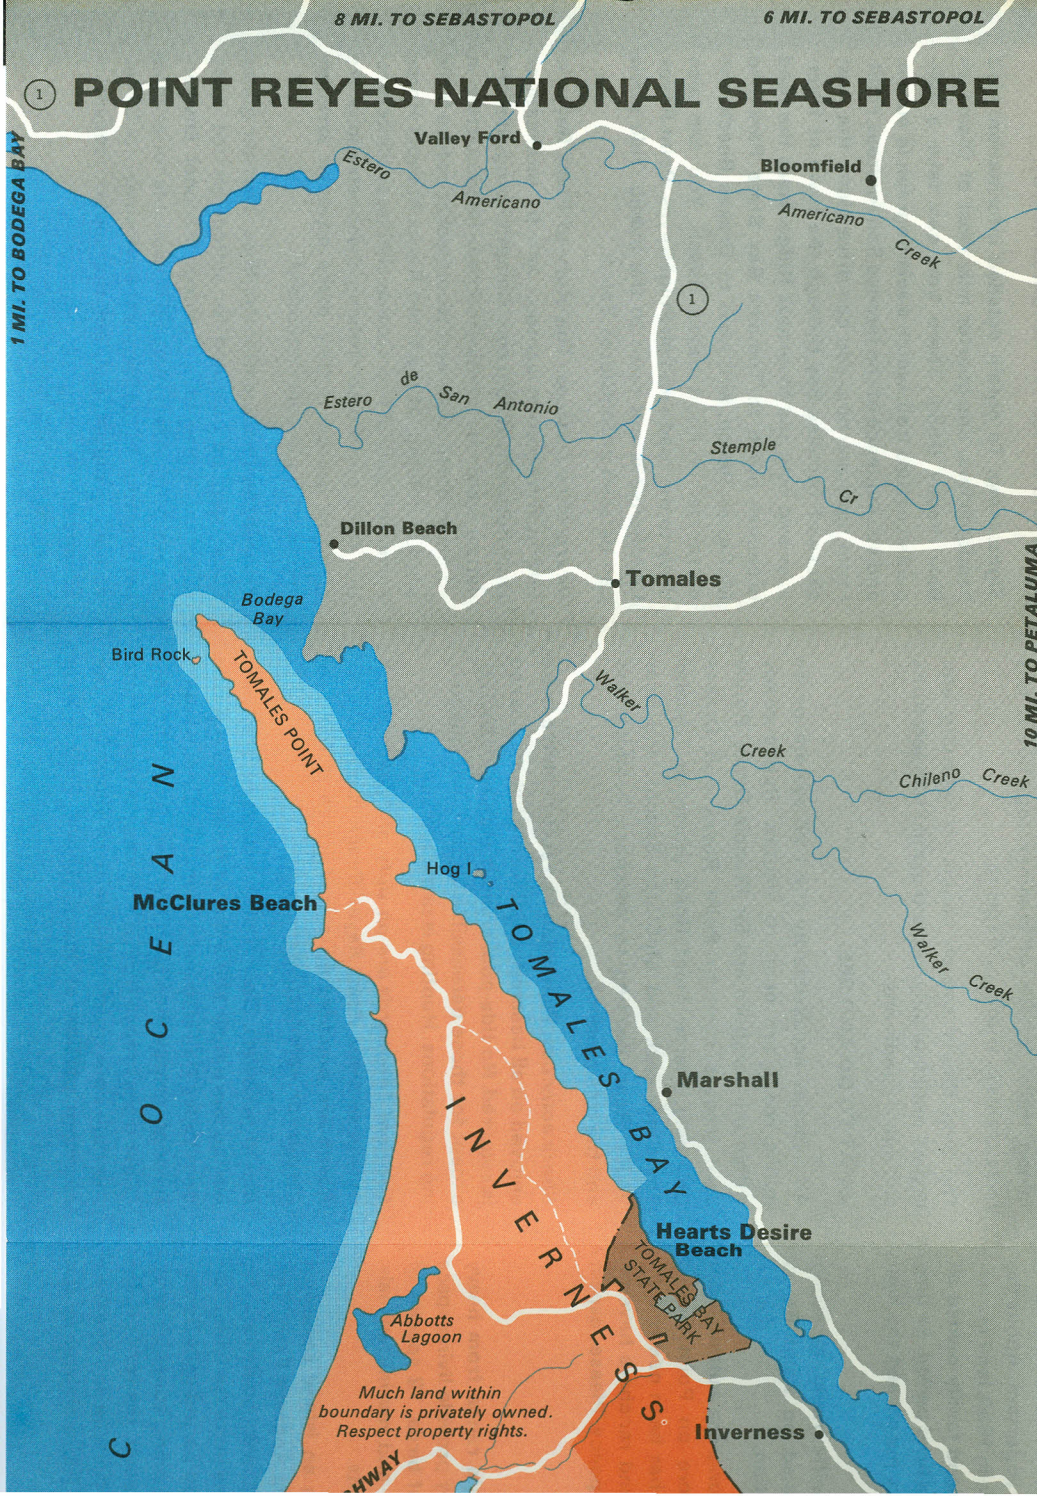 8 MI. TO SEBASTOPOL
6 MI. TO SEBASTOPOL
1 POINT REYES NATIONAL SEASHORE
1 MI. TO BODEGA BAY
Valley Ford
Estero
Americano
Bloomfield
Americano
Creek
1
Estero de San Antonio
Stemple
Cr
Dillon Beach
Tomales
10 MI. TO PETALUMA
Bodega
Bay
Bird Rock
TOMALES POINT
Walker
Creek
Chileno Creek
Hog I.
McClures Beach
OCEAN
TOMALES BAY
Walker
Creek
Marshall
INVERNESS
Hearts Desire
Beach
TOMALES BAY
STATE PARK
Abbotts
Lagoon
Much land within
boundary is privately owned.
Respect property rights.
Inverness
C
HWAY